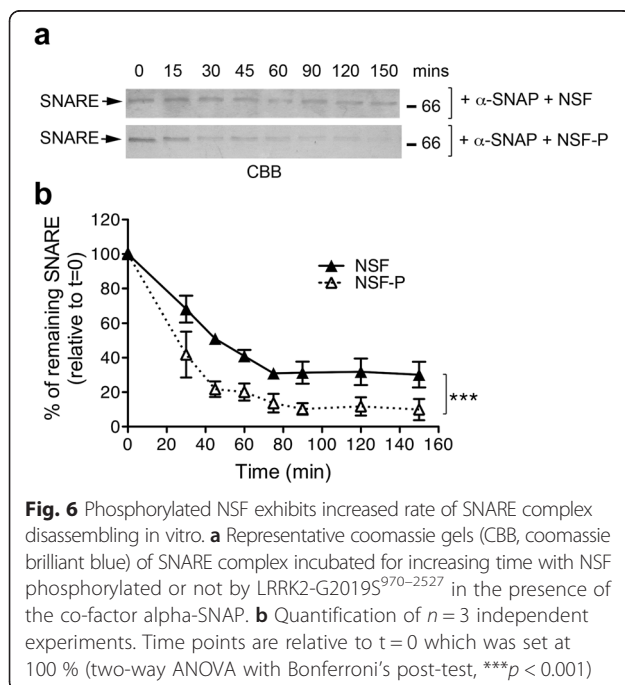 a
0 15 30 45 60 90 120 150 mins
SNARE - 66 + α-SNAP + NSF
SNARE - 66 + α-SNAP + NSF-P
CBB
b
% of remaining SNARE
(relative to t=0)
120
100
80
60
40
20
0
NSF
NSF-P
***
0 20 40 60 80 100 120 140 160
Time (min)
Fig. 6 Phosphorylated NSF exhibits increased rate of SNARE complex
disassembling in vitro. a Representative coomassie gels (CBB, coomassie
brilliant blue) of SNARE complex incubated for increasing time with NSF
phosphorylated or not by LRRK2-G2019S970–2527 in the presence of
the co-factor alpha-SNAP. b Quantification of n = 3 independent
experiments. Time points are relative to t = 0 which was set at
100 % (two-way ANOVA with Bonferroni's post-test, ***p < 0.001)